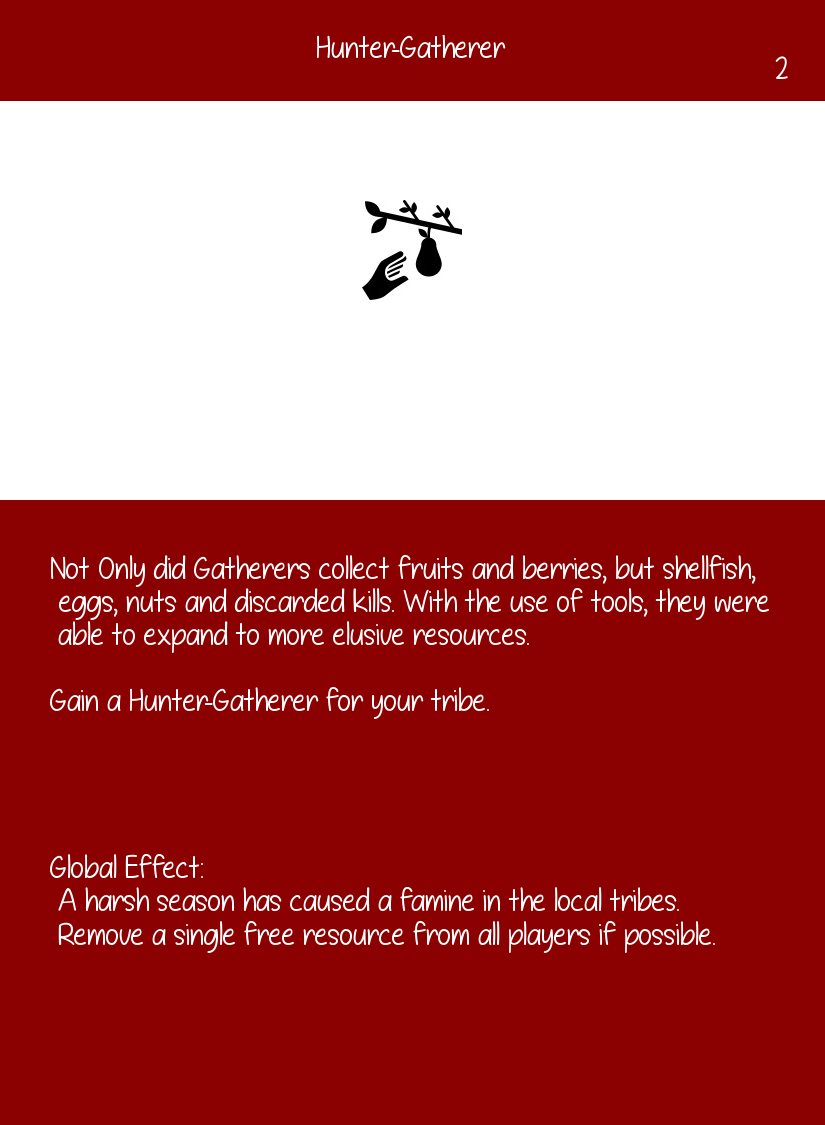 Hunter-Gatherer
2
Not Only did Gatherers collect fruits and berries, but shellfish,
eggs, nuts and discarded kills. With the use of tools, they were
able to expand to more elusive resources.
Gain a Hunter-Gatherer for your tribe.
Global Effect:
A harsh season has caused a famine in the local tribes.
Remove a single free resource from all players if possible.